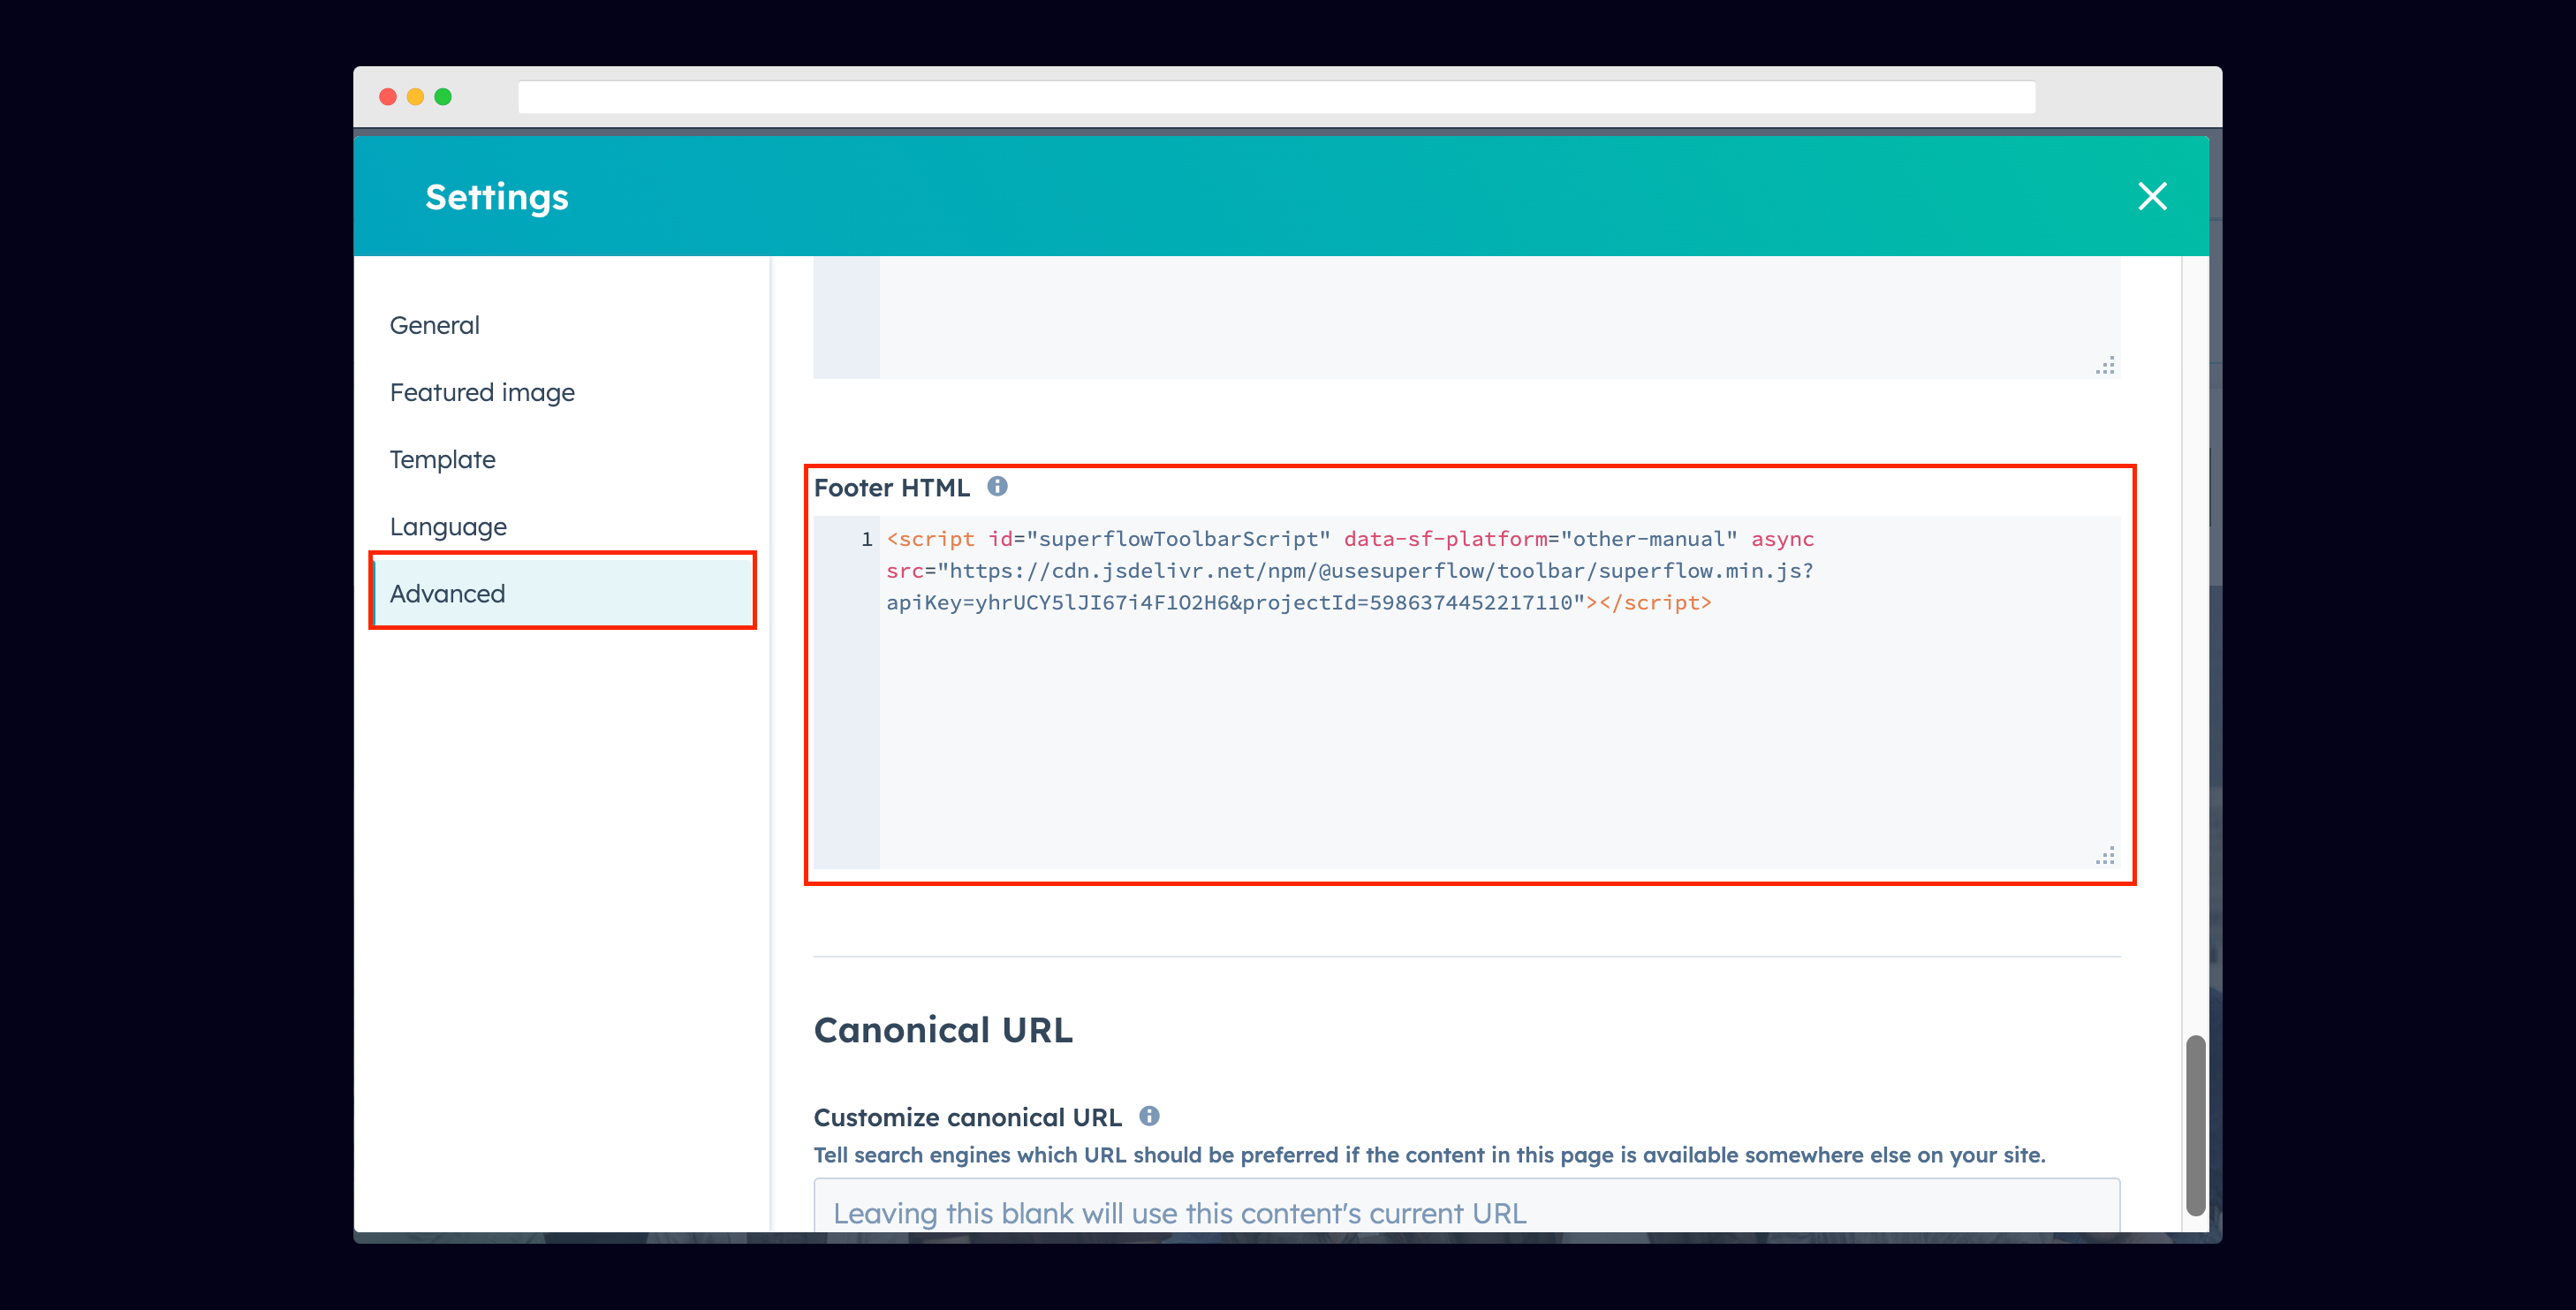 Settings
General
Featured image
Template
Language
Advanced
Footer HTML
1 <script id="superflowToolbarScript" data-sf-platform="other-manual" async
src="https://cdn.jsdelivr.net/npm/@usesuperflow/toolbar/superflow.min.js?
apiKey=yhrUCY5lJI67i4F1O2H6&projectId=5986374452217110"></script>
Canonical URL
Customize canonical URL
Tell search engines which URL should be preferred if the content in this page is available somewhere else on your site.
Leaving this blank will use this content's current URL